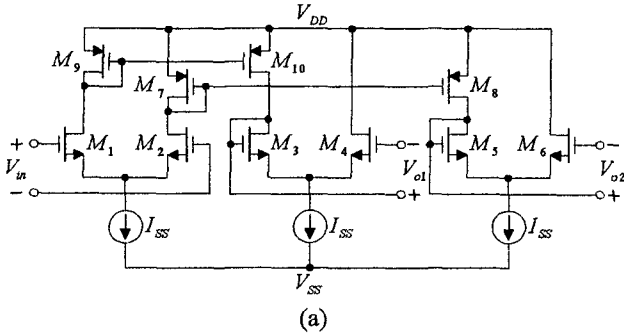 V_DD
M_9
M_10
M_7
M_8
+
M_1
M_2
M_3
M_4
−
M_5
M_6
−
V_in
V_o1
V_o2
−
+
+
I_SS
I_SS
I_SS
V_SS
(a)